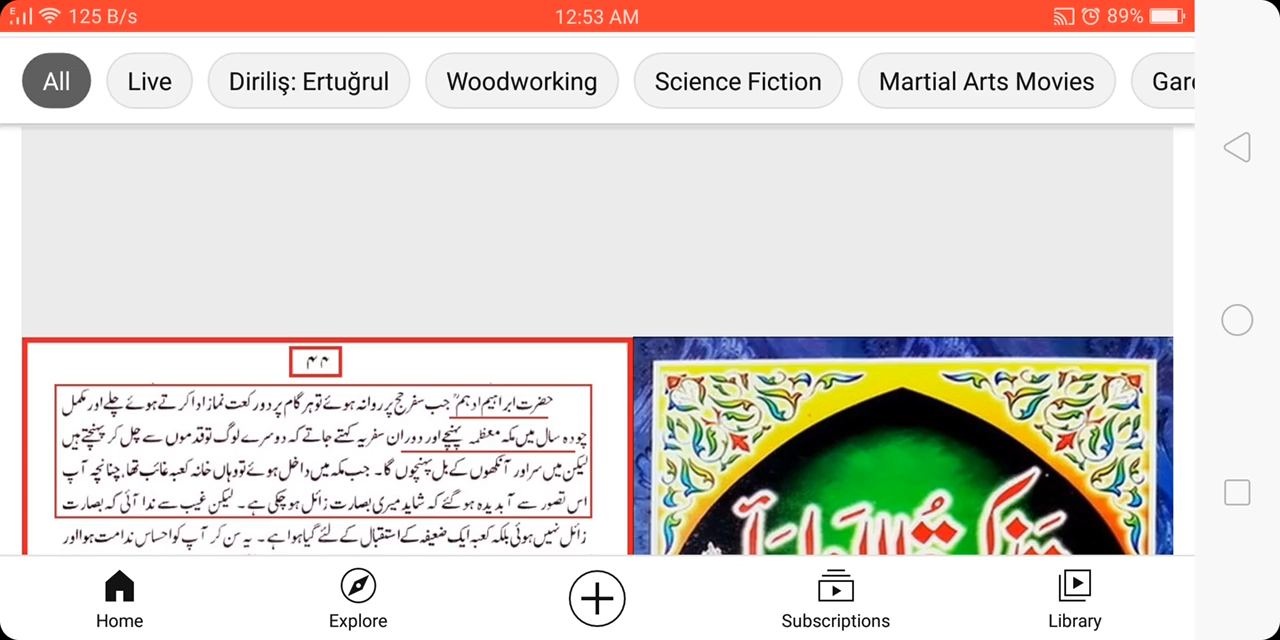 E 125 B/s 12:53 AM 89%
All Live Diriliş: Ertuğrul Woodworking Science Fiction Martial Arts Movies Gar
۴۴
حضرت ابراہیم ادہمؒ جب سفر حج پر روانہ ہوئے تو ہر گام پر دو رکعت نماز ادا کرتے ہوئے چلے اور مکمل
چودہ سال میں مکہ معظمہ پہنچے اور دوران سفر یہ کہتے جاتے کہ دوسرے لوگ تو قدموں سے چل کر پہنچتے ہیں
لیکن میں سر اور آنکھوں کے بل پہنچوں گا۔ جب مکہ میں داخل ہوئے تو وہاں خانہ کعبہ غائب تھا، چنانچہ آپ
اس تصور سے آبدیدہ ہو گئے کہ شاید میری بصارت زائل ہو چکی ہے۔ لیکن غیب سے ندا آئی کہ بصارت
زائل نہیں ہوئی بلکہ کعبہ ایک ضعیفہ کے استقبال کے لئے گیا ہوا ہے۔ یہ سن کر آپ کو احساس ندامت ہوا اور
تذکرۃ الاولیاء
Home Explore Subscriptions Library